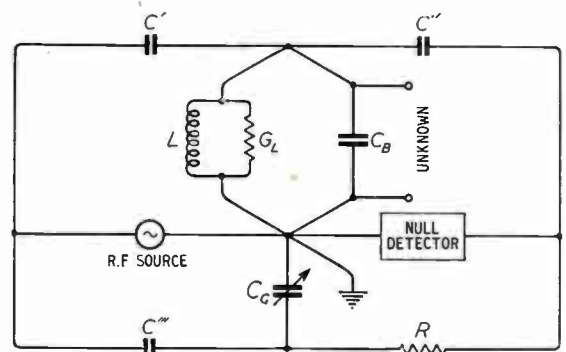 C'
C"
L
G_L
C_B
UNKNOWN
R.F SOURCE
NULL
DETECTOR
C_G
C'''
R